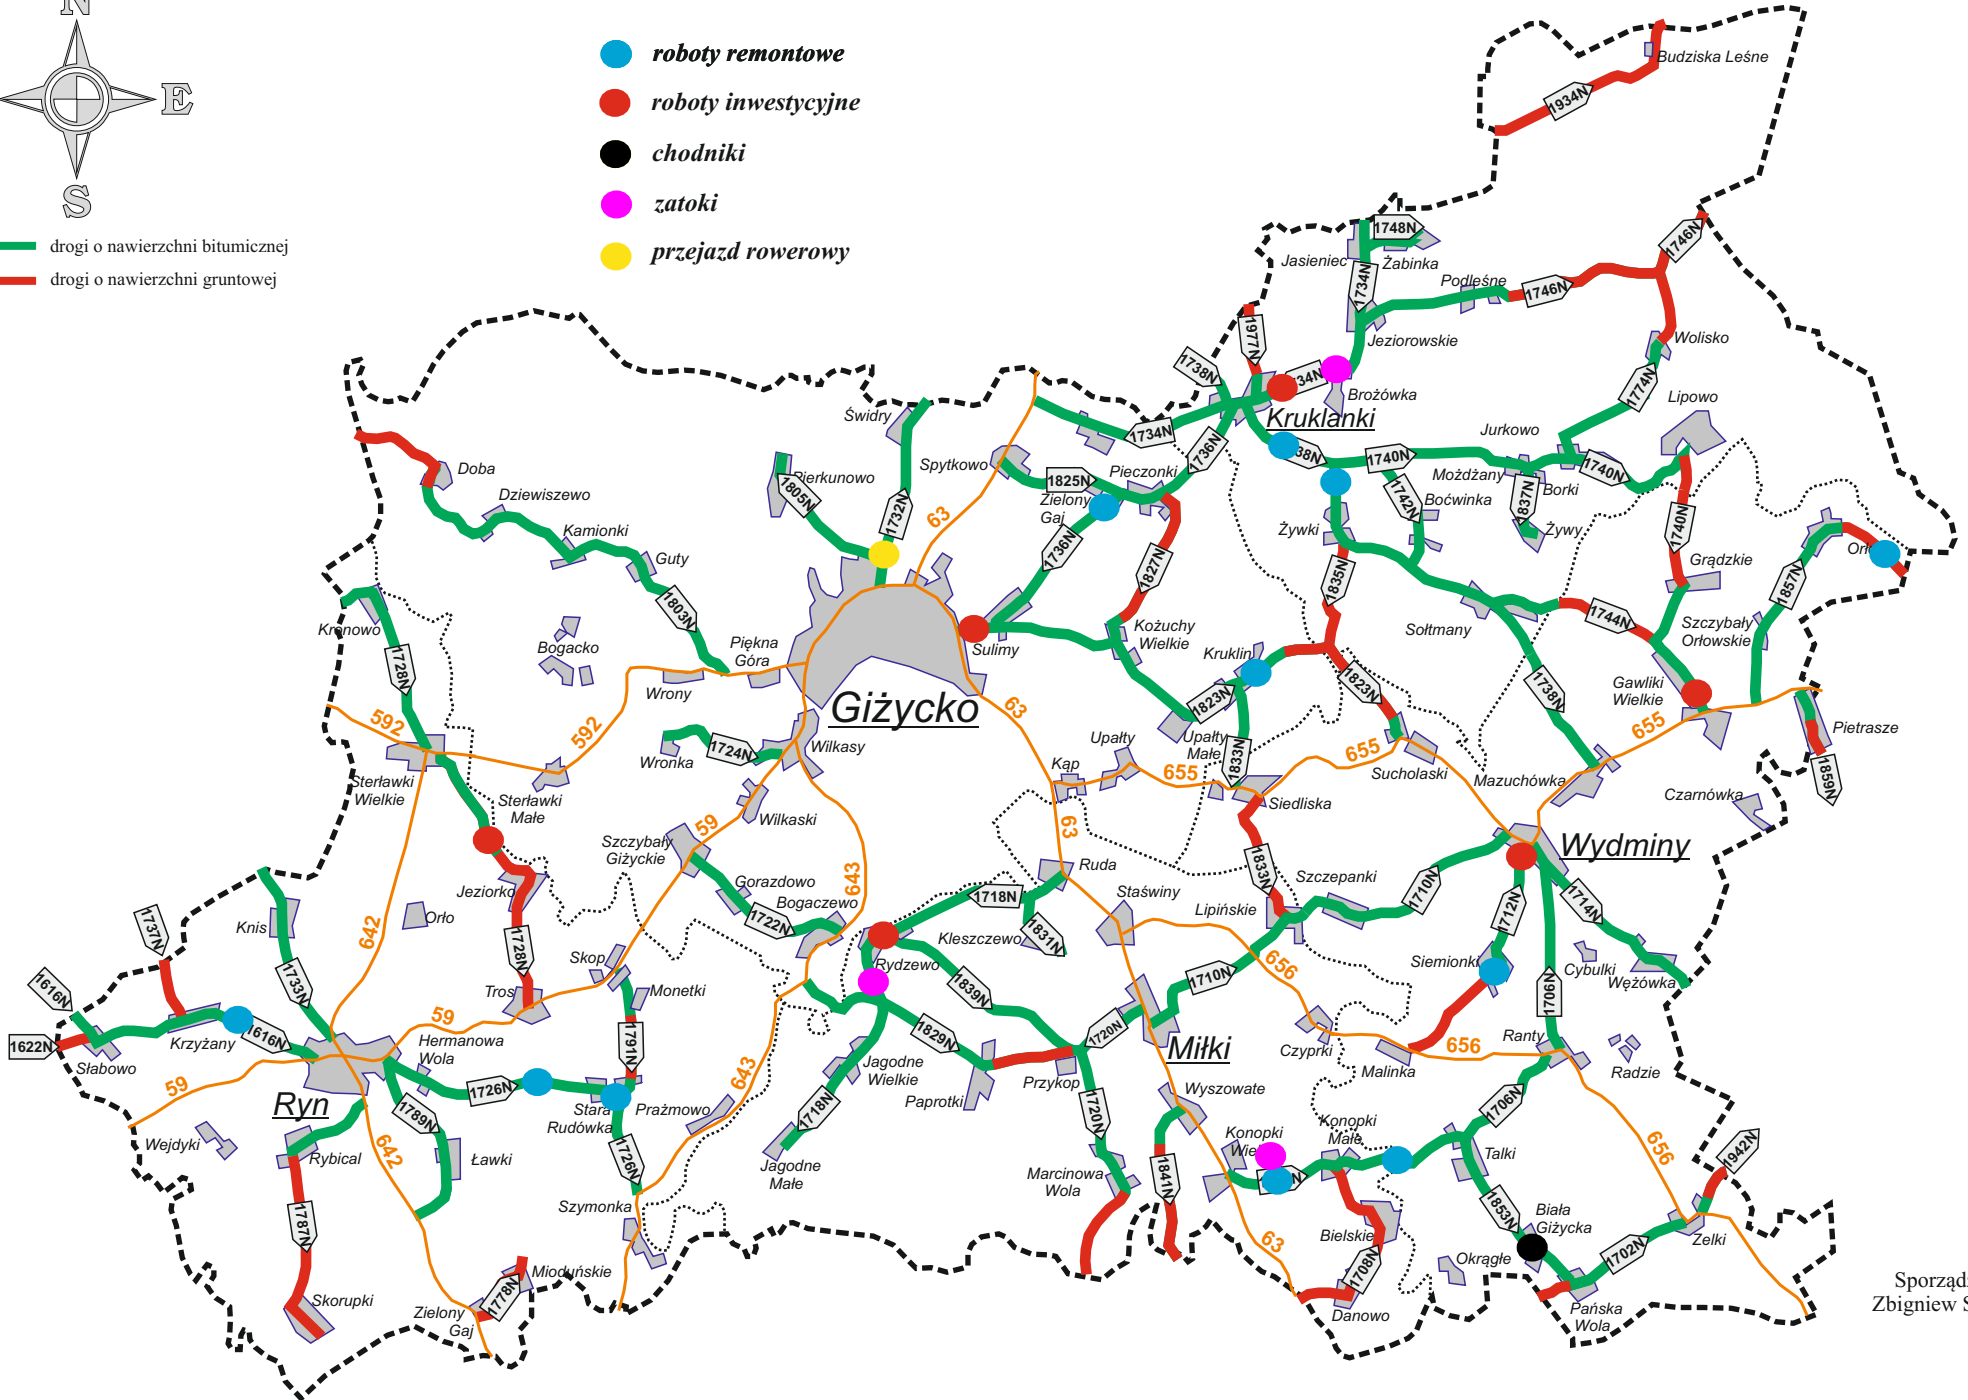 N
E
S
roboty remontowe
roboty inwestycyjne
chodniki
zatoki
przejazd rowerowy
drogi o nawierzchni bitumicznej
drogi o nawierzchni gruntowej
Budziska Leśne
1934N
1748N
1746N
Jasieniec
Żabinka
1734N
Podleśne
1746N
1977N
Jeziorowskie
Wolisko
1738N
34N
1774N
Brożówka
Lipowo
Świdry
Kruklanki
1734N
1736N
Jurkowo
38N
1740N
Doba
Pierkunowo
Spytkowo
Pieczonki
Możdżany
1740N
Dziewiszewo
1805N
1825N
Zielony
Gaj
1742N
Boćwinka
1837N
Borki
Kamionki
1732N
63
Żywki
Żywy
1740N
Guty
1736N
1827N
Grądzkie
1835N
1857N
1803N
Kronowo
Bogacko
Piękna
Góra
Sulimy
Kożuchy
Wielkie
Sołtmany
1744N
Szczybały
Orłowskie
1728N
Kruklin
1823N
Wrony
1823N
1738N
Gawliki
Wielkie
Giżycko
63
592
592
655
Pietrasze
1724N
Wilkasy
Wronka
Upałty
Upałty
Małe
655
Kąp
1833N
655
Sucholaski
Mazuchówka
1859N
Sterławki
Wielkie
Sterławki
Małe
Siedliska
Czarnówka
Wilkaski
59
63
Szczybały
Giżyckie
Wydminy
Ruda
1833N
Szczepanki
1710N
Gorazdowo
643
Jeziorko
Orło
Bogaczewo
1718N
Staświny
Lipińskie
1712N
1714N
1737N
Knis
642
1722N
Kleszczewo
1831N
1728N
Skop
Rydzewo
656
Siemionki
Cybulki
Wężówka
1616N
1733N
Tros
Monetki
1839N
1710N
1706N
59
1720N
1616N
Krzyżany
1622N
Słabowo
Hermanowa
Wola
1791N
1829N
Miłki
Czyprki
656
Ranty
Malinka
Radzie
59
Jagodne
Wielkie
Przykop
Paprotki
Wyszowate
Ryn
1726N
643
Stara
Rudówka
Prażmowo
1718N
1720N
1706N
1789N
Wejdyki
642
Rybical
Ławki
1726N
Jagodne
Małe
Marcinowa
Wola
1841N
Konopki
Konopki
Małe
Talki
656
1942N
1787N
Szymonka
1853N
Biała
Giżycka
63
Bielskie
1708N
Okrągłe
1702N
Zelki
Mioduńskie
1778N
Skorupki
Zielony
Gaj
Danowo
Pańska
Wola
Zbigniew